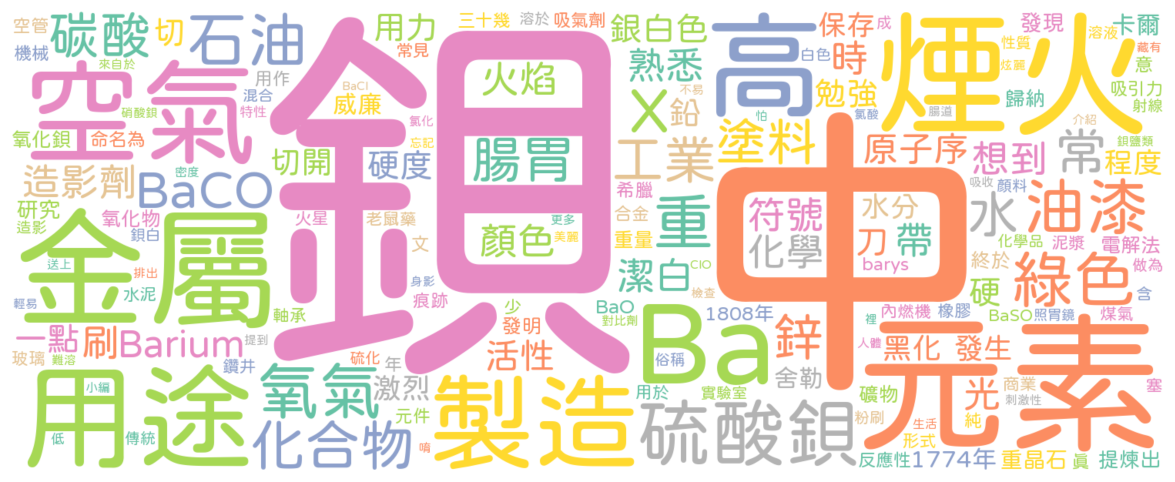 空管
碳酸
切
石油
用力
三十幾
溶於
吸氣劑
銀白色
高
保存
成
煙火
發現
溶液
卡爾
機械
來自於
用作
常見
火焰
熟悉
白色
時
性質
蘊有
意
空氣
混合
BaCl
威廉
鋇
X
鉛
不易
勉強
炫麗
歸納
吸引力
射線
硝酸鋇
特性
氯化
腸胃
工業
氯酸
腸道
怕
介紹
氧化鋇
命名為
切開
忘記
硬度
塗料
中
原子序
想到
常
鋇鹽類
程度
造影劑
BaCO
密度
希臘
吸收
顏料
研究
氧化物
火星
老鼠藥
顏色
更多
美麗
合金
重
符號
水分
水
油漆
造影
鋇白
文
重量
化學
刀
帶
化學品
泥漿
電解法
金屬
送上
排出
身影
潔白
ClO
barys
終於
做為
輕易
水泥
痕跡
檢查
硬
綠色
含
軸承
少
BaO
1808年
內燃機
橡膠
BaSO
照胃鏡
煤氣
一點
刷
Barium
提到
發明
對比劑
Ba
鋅
裡
玻璃
難溶
鑽井
硫化
年
活性
俗稱
人體
黑化
發生
元素
用途
小編
氧氣
激烈
製造
用於
實驗室
舍勒
礦物
光
商業
塞
刺激性
元件
硫酸鋇
粉刷
純
低
傳統
化合物
唷
生活
形式
反應性
1774年
重晶石
真
提煉出